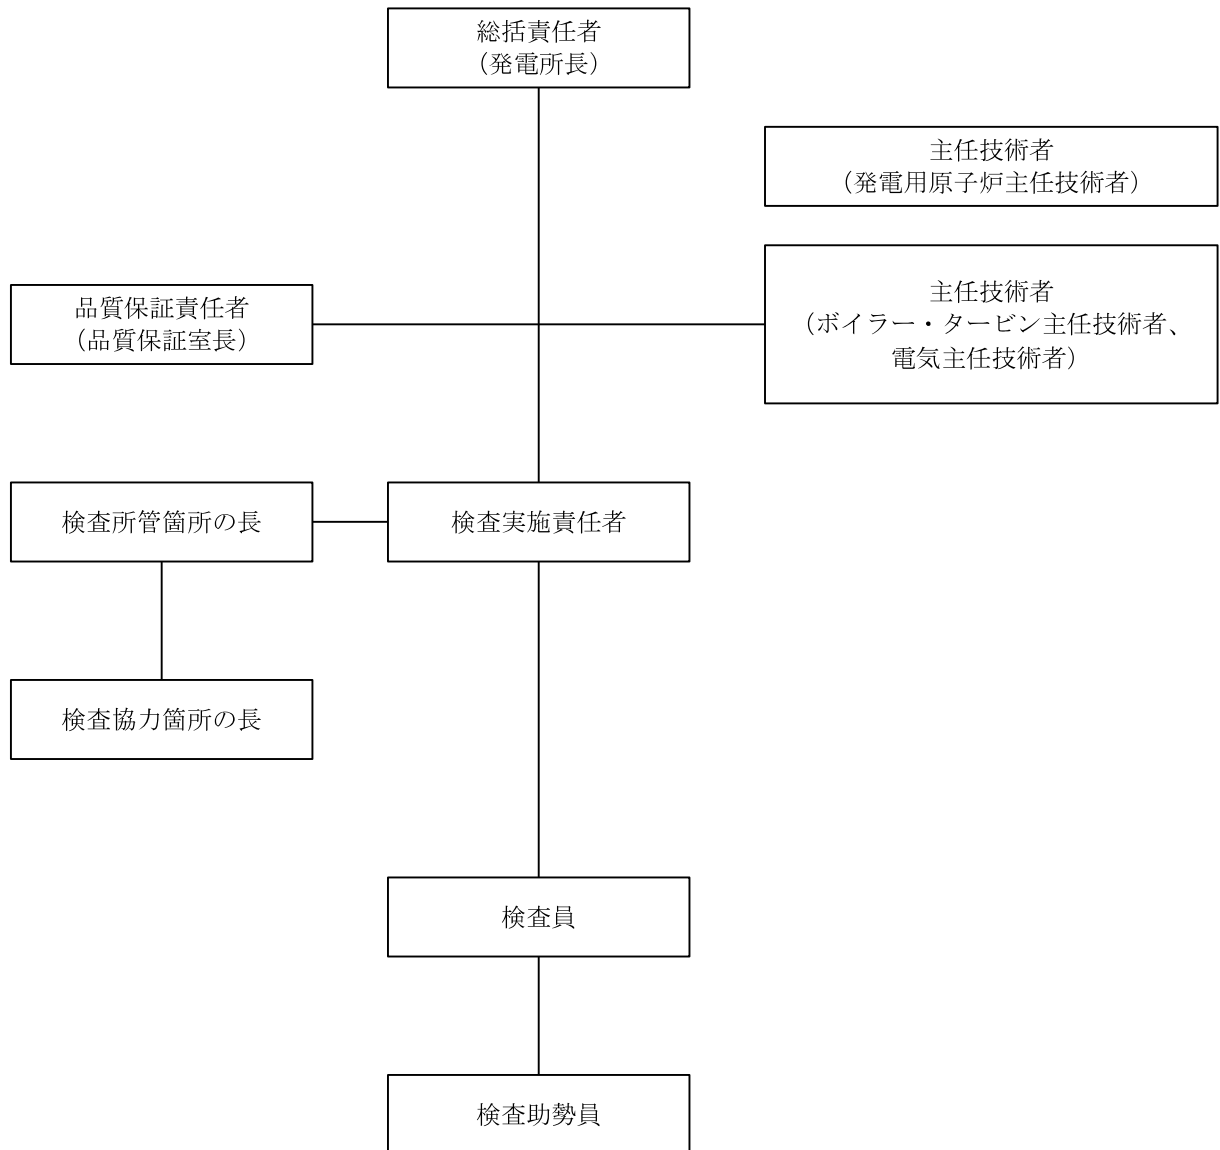 総括責任者
（発電所長）
主任技術者
（発電用原子炉主任技術者）
品質保証責任者
（品質保証室長）
主任技術者
（ボイラー・タービン主任技術者、
電気主任技術者）
検査所管箇所の長
検査実施責任者
検査協力箇所の長
検査員
検査助勢員